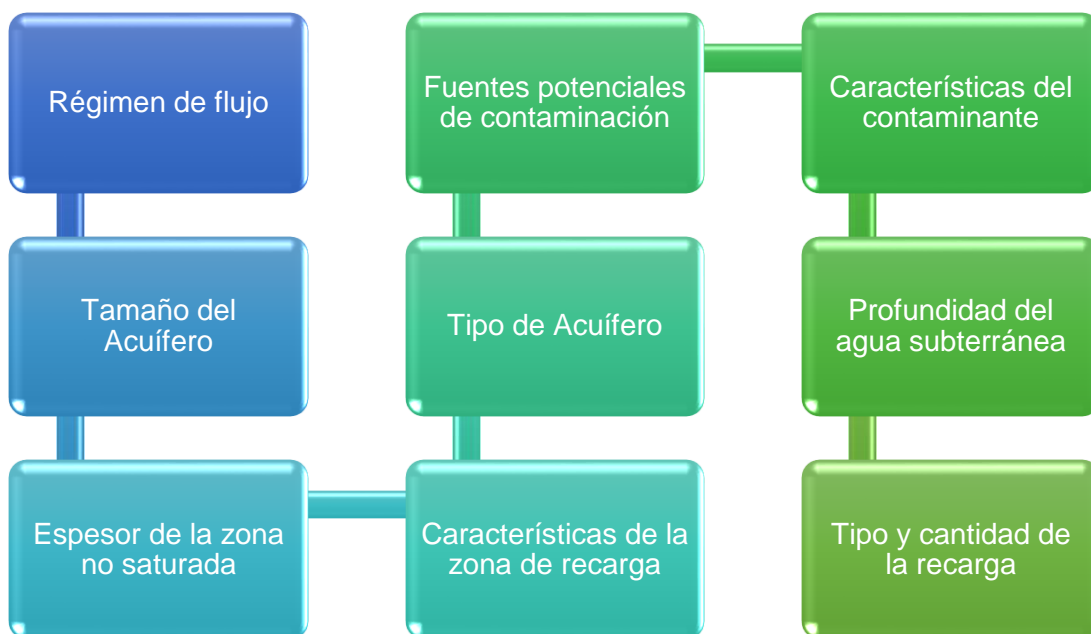 Régimen de flujo
Tamaño del
Acuífero
Espesor de la zona
no saturada
Características de la
zona de recarga
Tipo de Acuífero
Fuentes potenciales
de contaminación
Características del
contaminante
Profundidad del
agua subterránea
Tipo y cantidad de
la recarga